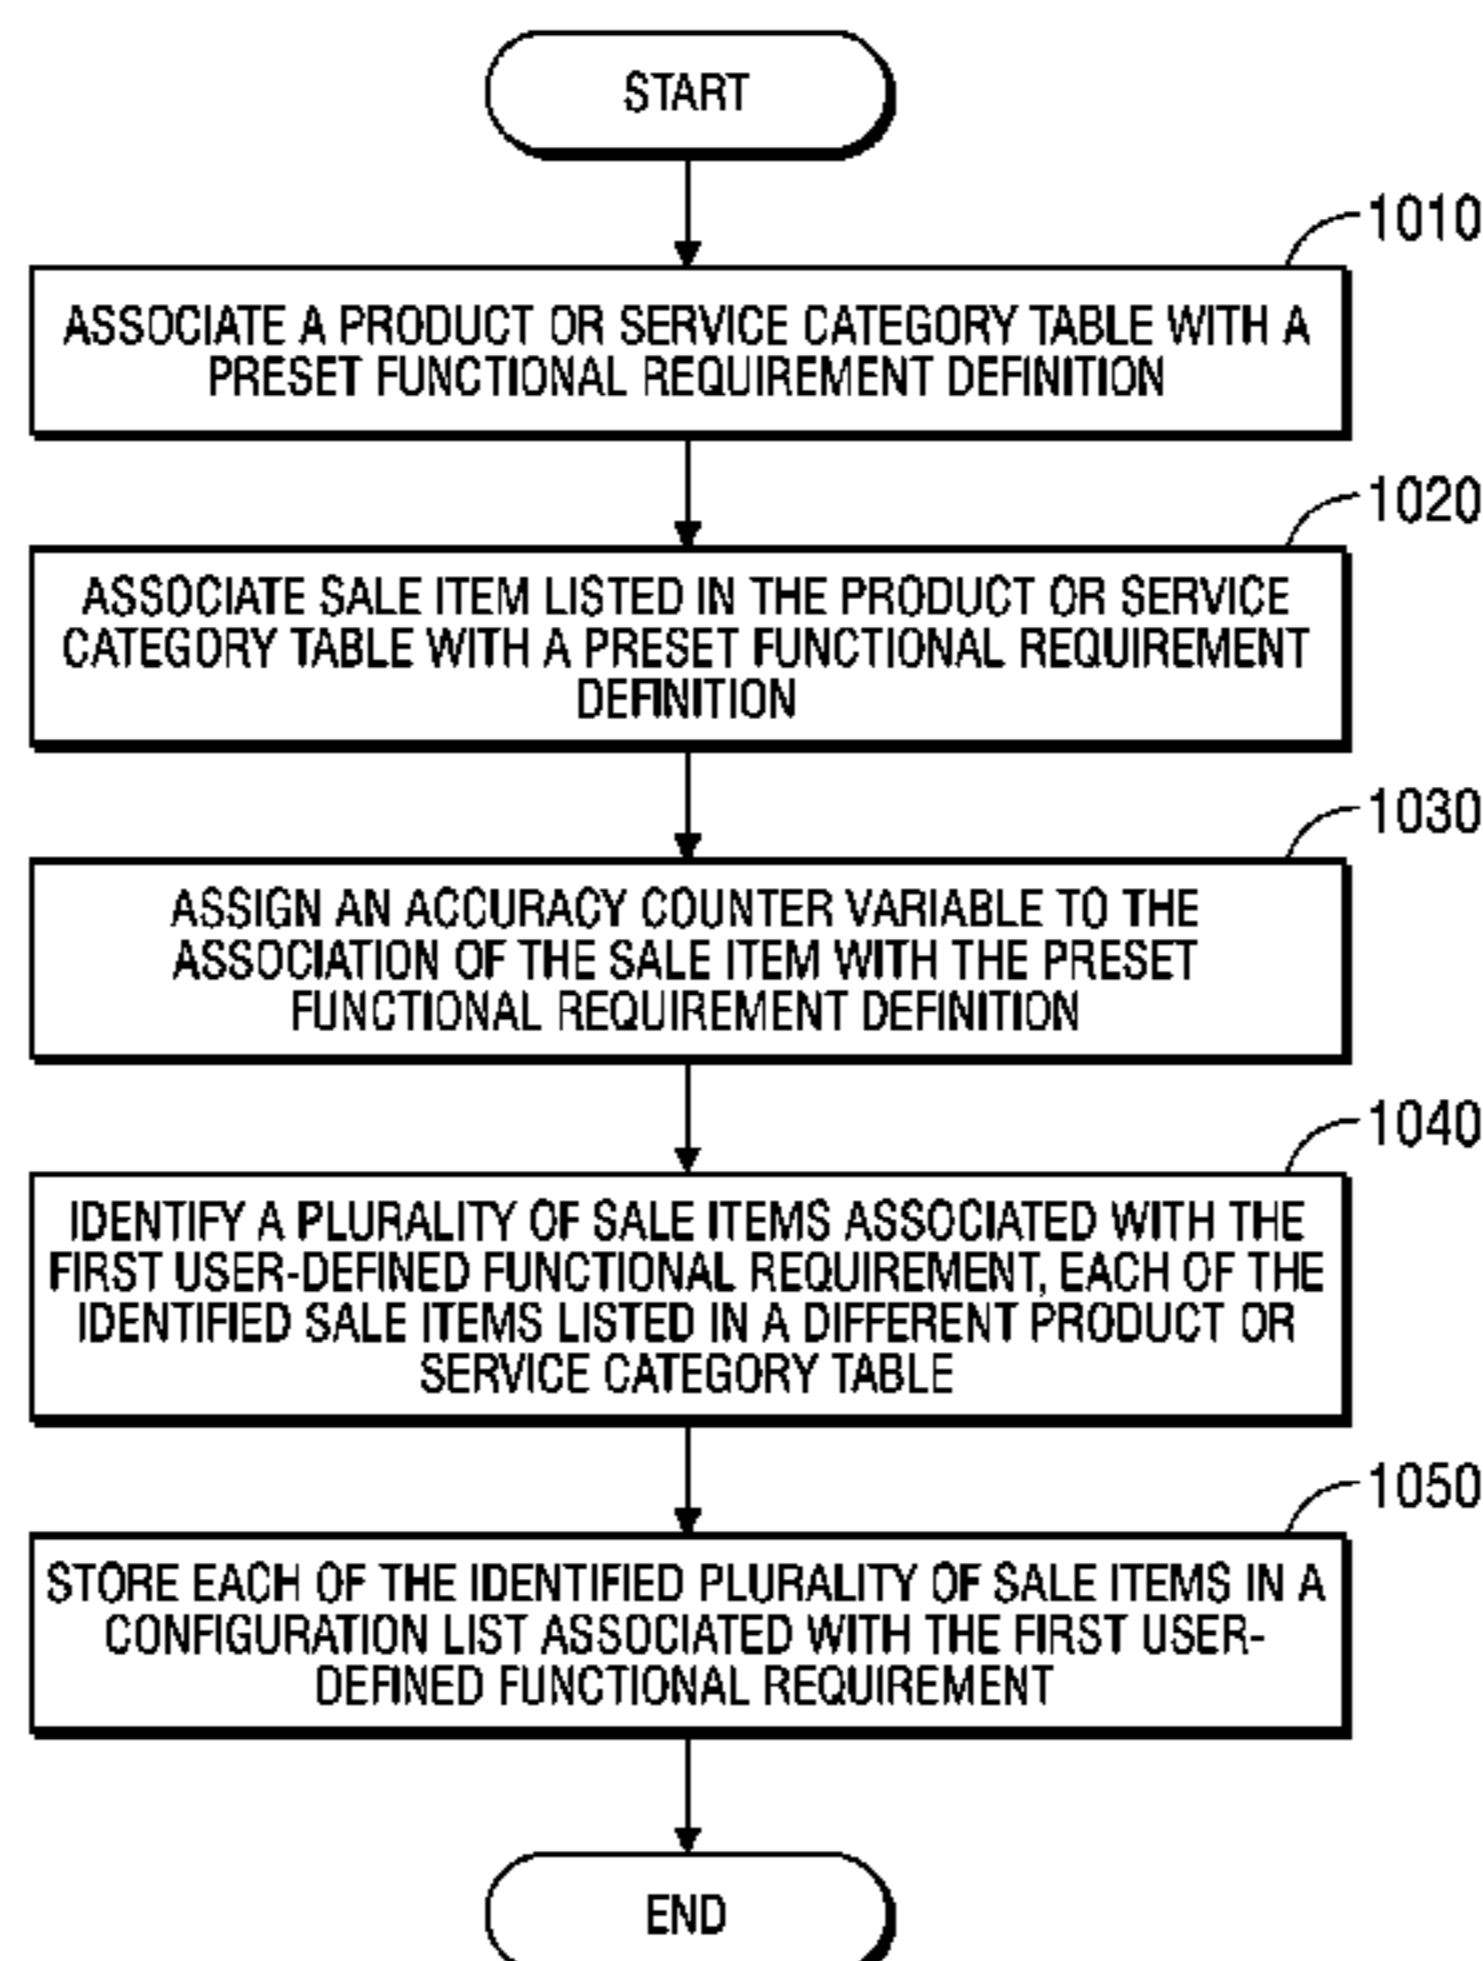 START
1010
ASSOCIATE A PRODUCT OR SERVICE CATEGORY TABLE WITH A
PRESET FUNCTIONAL REQUIREMENT DEFINITION
1020
ASSOCIATE SALE ITEM LISTED IN THE PRODUCT OR SERVICE
CATEGORY TABLE WITH A PRESET FUNCTIONAL REQUIREMENT
DEFINITION
1030
ASSIGN AN ACCURACY COUNTER VARIABLE TO THE
ASSOCIATION OF THE SALE ITEM WITH THE PRESET
FUNCTIONAL REQUIREMENT DEFINITION
1040
IDENTIFY A PLURALITY OF SALE ITEMS ASSOCIATED WITH THE
FIRST USER-DEFINED FUNCTIONAL REQUIREMENT, EACH OF THE
IDENTIFIED SALE ITEMS LISTED IN A DIFFERENT PRODUCT OR
SERVICE CATEGORY TABLE
1050
STORE EACH OF THE IDENTIFIED PLURALITY OF SALE ITEMS IN A
CONFIGURATION LIST ASSOCIATED WITH THE FIRST USER-
DEFINED FUNCTIONAL REQUIREMENT
END